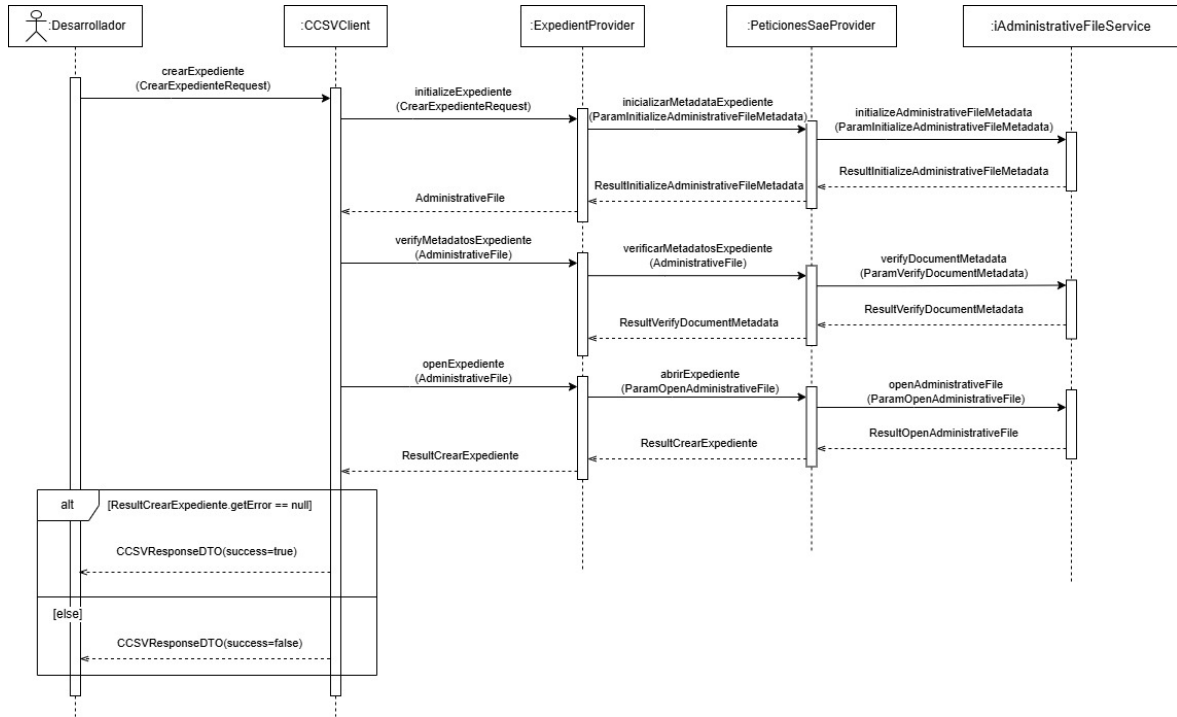 :Desarrollador
:CCSVClient
:ExpedientProvider
:PeticionesSaeProvider
:iAdministrativeFileService
crearExpediente
(CrearExpedienteRequest)
initializeExpediente
(CrearExpedienteRequest)
inicializarMetadataExpediente
(ParamInitializeAdministrativeFileMetadata)
initializeAdministrativeFileMetadata
(ParamInitializeAdministrativeFileMetadata)
ResultInitializeAdministrativeFileMetadata
ResultInitializeAdministrativeFileMetadata
AdministrativeFile
verifyMetadatosExpediente
(AdministrativeFile)
verificarMetadatosExpediente
(AdministrativeFile)
verifyDocumentMetadata
(ParamVerifyDocumentMetadata)
ResultVerifyDocumentMetadata
ResultVerifyDocumentMetadata
openExpediente
(AdministrativeFile)
abrirExpediente
(ParamOpenAdministrativeFile)
openAdministrativeFile
(ParamOpenAdministrativeFile)
ResultOpenAdministrativeFile
ResultCrearExpediente
ResultCrearExpediente
alt
[ResultCrearExpediente.getError == null]
CCSVResponseDTO(success=true)
[else]
CCSVResponseDTO(success=false)